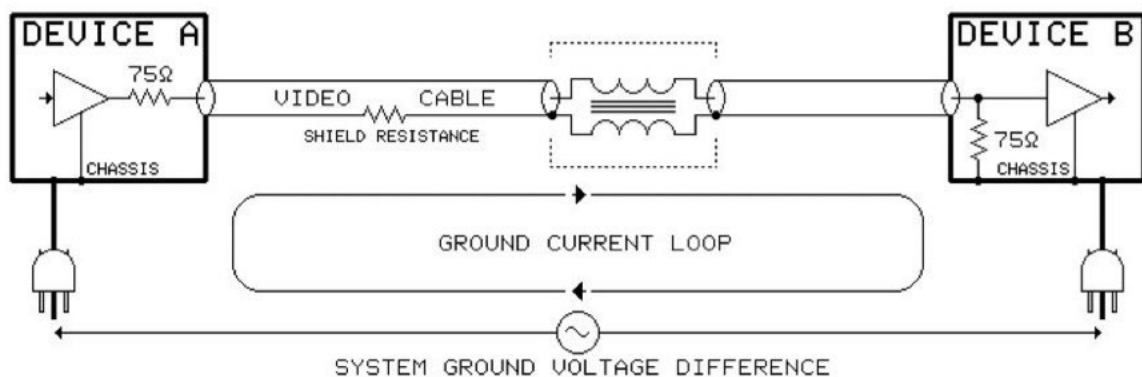 DEVICE A
DEVICE B
75Ω
VIDEO CABLE
SHIELD RESISTANCE
CHASSIS
75Ω
CHASSIS
GROUND CURRENT LOOP
SYSTEM GROUND VOLTAGE DIFFERENCE